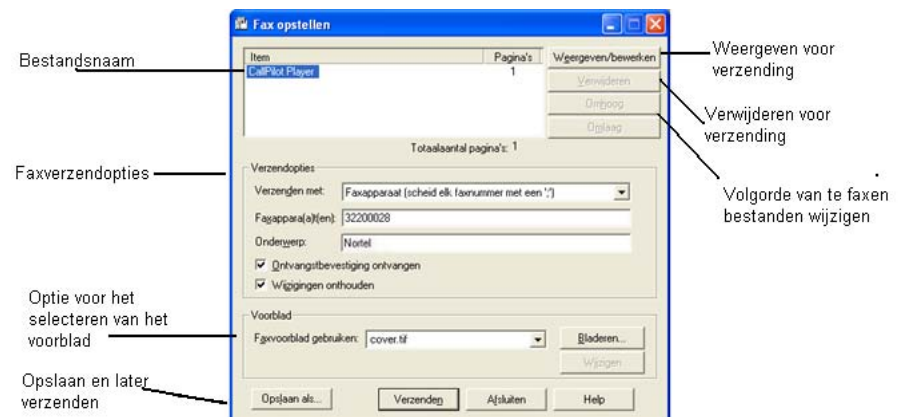 Fax opstellen
Bestandsnaam
Item Pagina's
CallPilot Player 1
Weergeven/bewerken
Verwijderen
Omhoog
Omlaag
Totaalaantal pagina's: 1
Weergeven voor
verzending
Verwijderen voor
verzending
Volgorde van te faxen
bestanden wijzigen
Faxverzendopties
Verzendopties
Verzenden met: Faxapparaat (scheid elk faxnummer met een ';')
Faxappara(a)t(en): 32200028
Onderwerp: Nortel
Ontvangstbevestiging ontvangen
Wijzigingen onthouden
Optie voor het
selecteren van het
voorblad
Voorblad
Faxvoorblad gebruiken: cover.tif
Bladeren...
Wijzigen
Opslaan en later
verzenden
Opslaan als... Verzenden Afsluiten Help